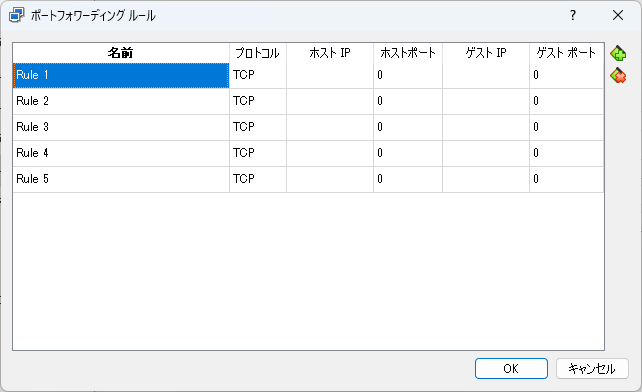 ポートフォワーディング ルール
名前 プロトコル ホスト IP ホストポート ゲスト IP ゲスト ポート
Rule 1 TCP 0 0
Rule 2 TCP 0 0
Rule 3 TCP 0 0
Rule 4 TCP 0 0
Rule 5 TCP 0 0
OK キャンセル